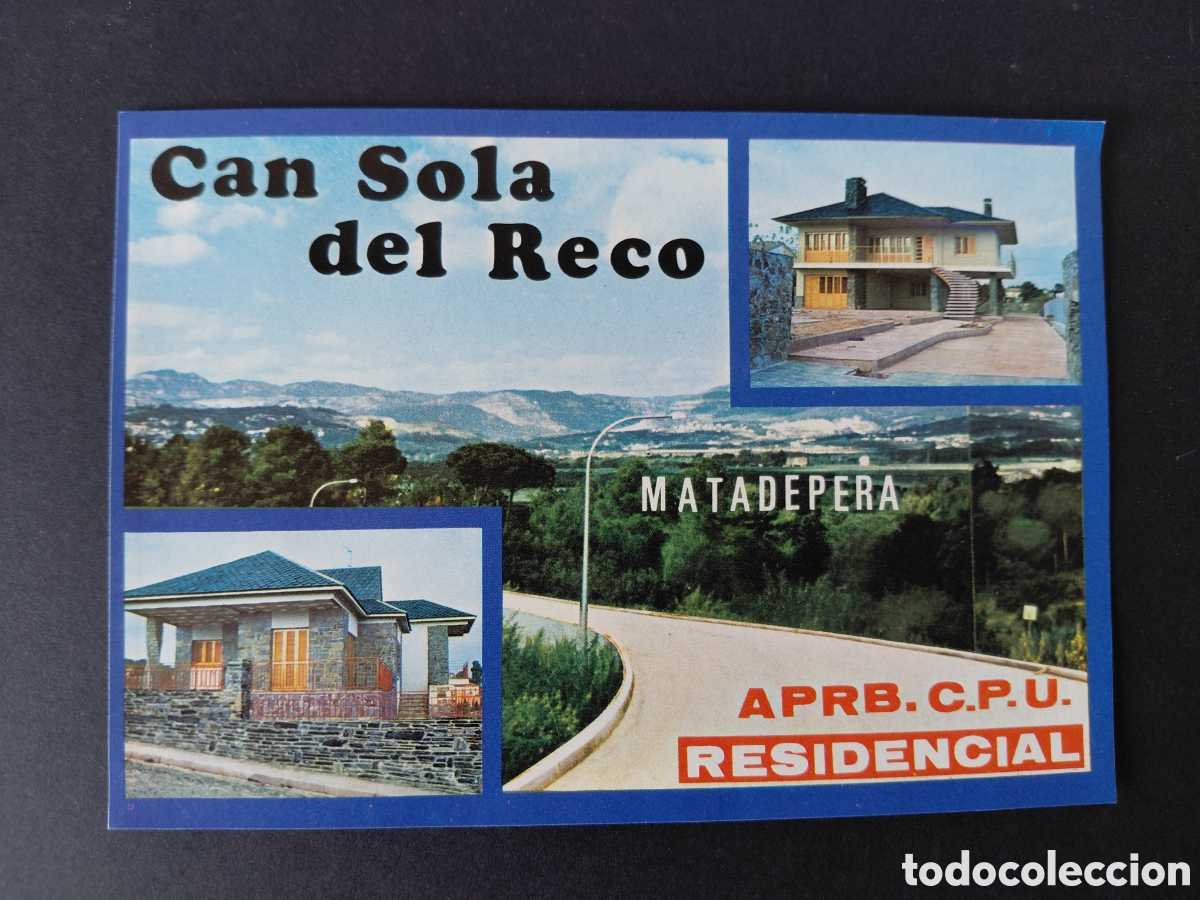 Can Sola
del Reco
MATADEPERA
APRB. C.P.U.
RESIDENCIAL
todocoleccion